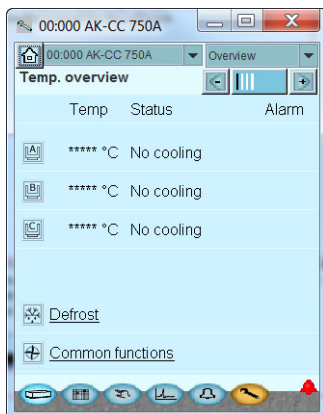 00:000 AK-CC 750A
00:000 AK-CC 750A Overview
Temp. overview
Temp Status Alarm
A ***** °C No cooling
B ***** °C No cooling
C ***** °C No cooling
Defrost
Common functions